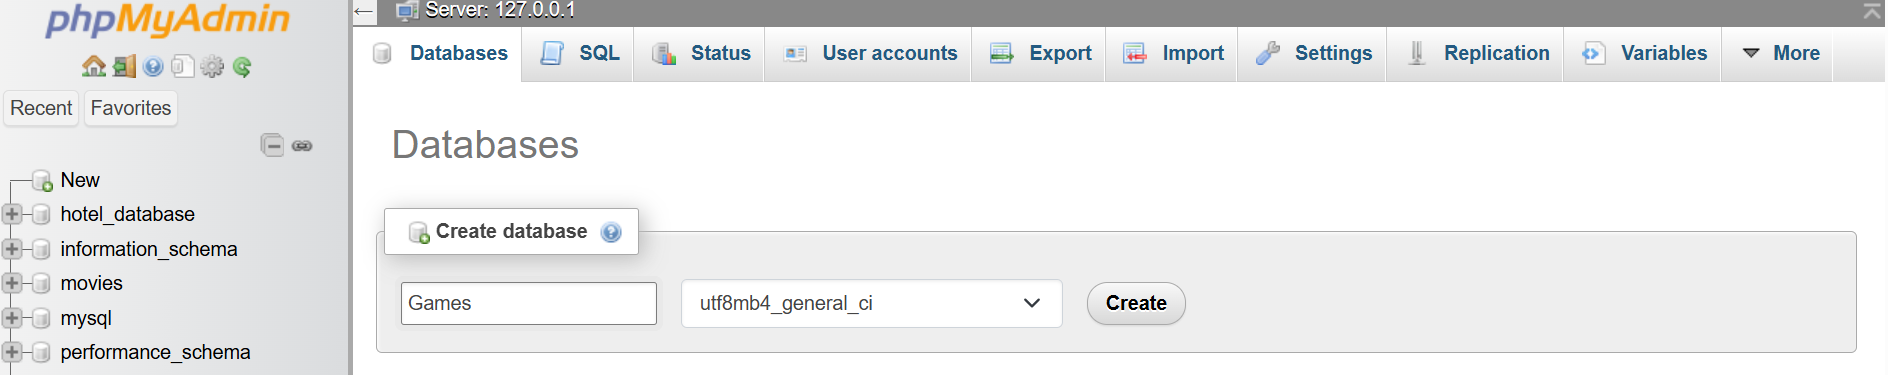 phpMyAdmin
Recent Favorites
New
hotel_database
information_schema
movies
mysql
performance_schema
Server: 127.0.0.1
Databases SQL Status User accounts Export Import Settings Replication Variables More
Databases
Create database
Games utf8mb4_general_ci Create